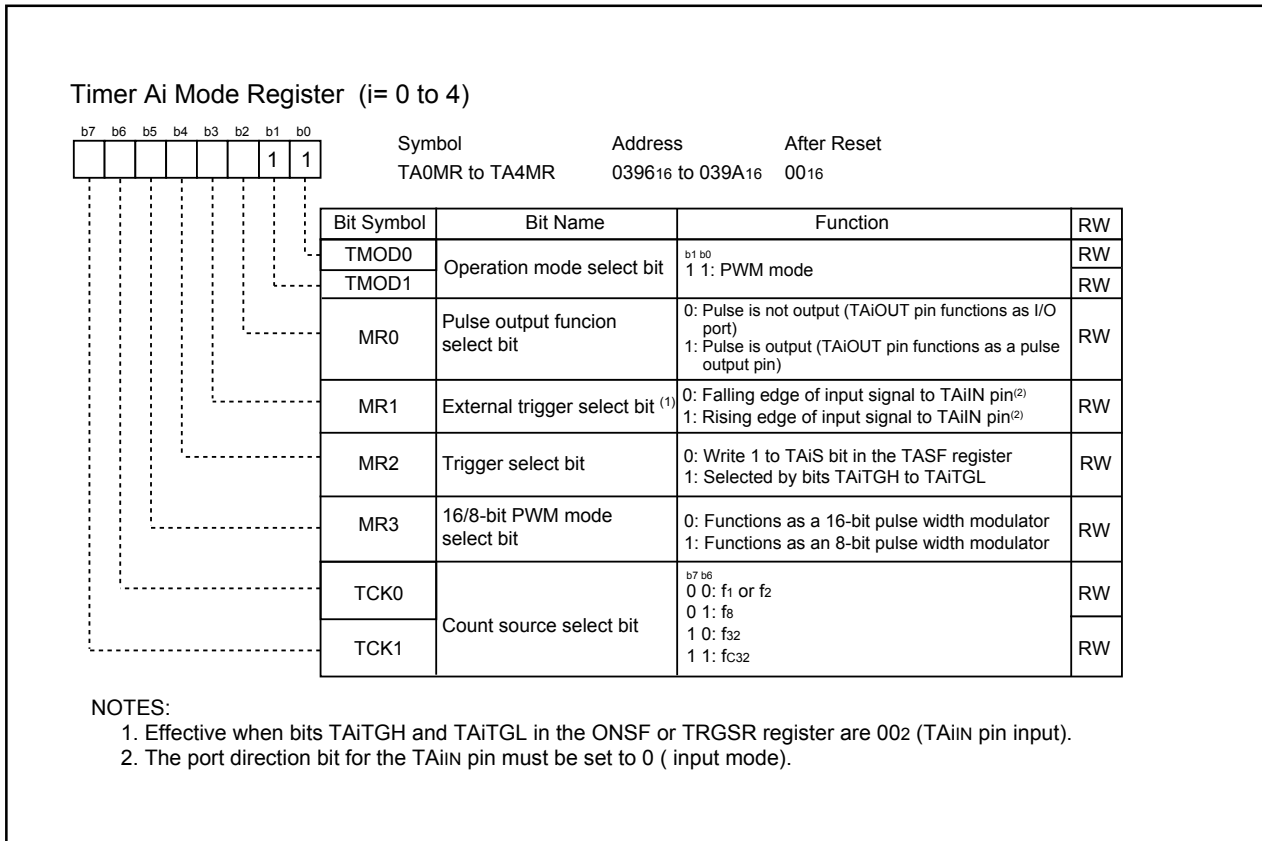 Timer Ai Mode Register (i= 0 to 4)
b7 b6 b5 b4 b3 b2 b1 b0
1 1
Symbol Address After Reset
TA0MR to TA4MR 039616 to 039A16 0016
Bit Symbol Bit Name Function RW
TMOD0 Operation mode select bit b1 b0 RW
TMOD1 1 1: PWM mode RW
MR0 Pulse output funcion select bit 0: Pulse is not output (TAiOUT pin functions as I/O port) RW
1: Pulse is output (TAiOUT pin functions as a pulse output pin)
MR1 External trigger select bit (1) 0: Falling edge of input signal to TAiIN pin(2) RW
1: Rising edge of input signal to TAiIN pin(2)
MR2 Trigger select bit 0: Write 1 to TAiS bit in the TASF register RW
1: Selected by bits TAiTGH to TAiTGL
MR3 16/8-bit PWM mode select bit 0: Functions as a 16-bit pulse width modulator RW
1: Functions as an 8-bit pulse width modulator
TCK0 Count source select bit b7 b6 RW
0 0: f1 or f2
0 1: f8
TCK1 1 0: f32 RW
1 1: fC32
NOTES:
1. Effective when bits TAiTGH and TAiTGL in the ONSF or TRGSR register are 002 (TAiIN pin input).
2. The port direction bit for the TAiIN pin must be set to 0 ( input mode).